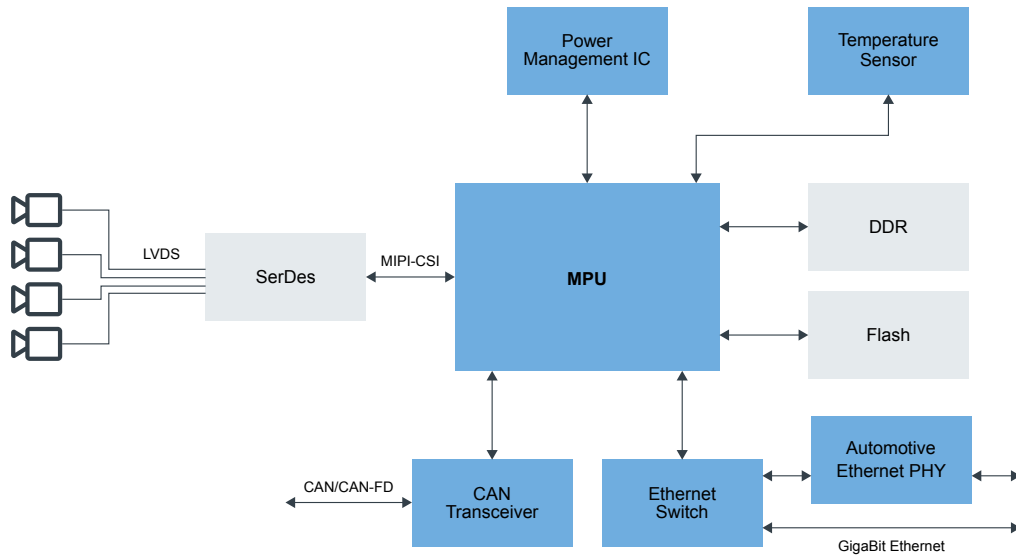 Power
Management IC
Temperature
Sensor
LVDS
SerDes
MIPI-CSI
MPU
DDR
Flash
CAN/CAN-FD
CAN
Transceiver
Ethernet
Switch
Automotive
Ethernet PHY
GigaBit Ethernet